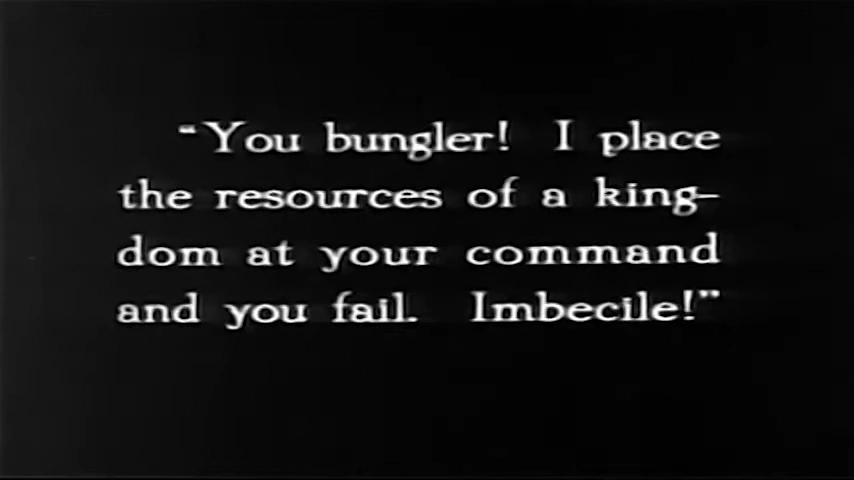 “You bungler! I place
the resources of a king-
dom at your command
and you fail. Imbecile!”